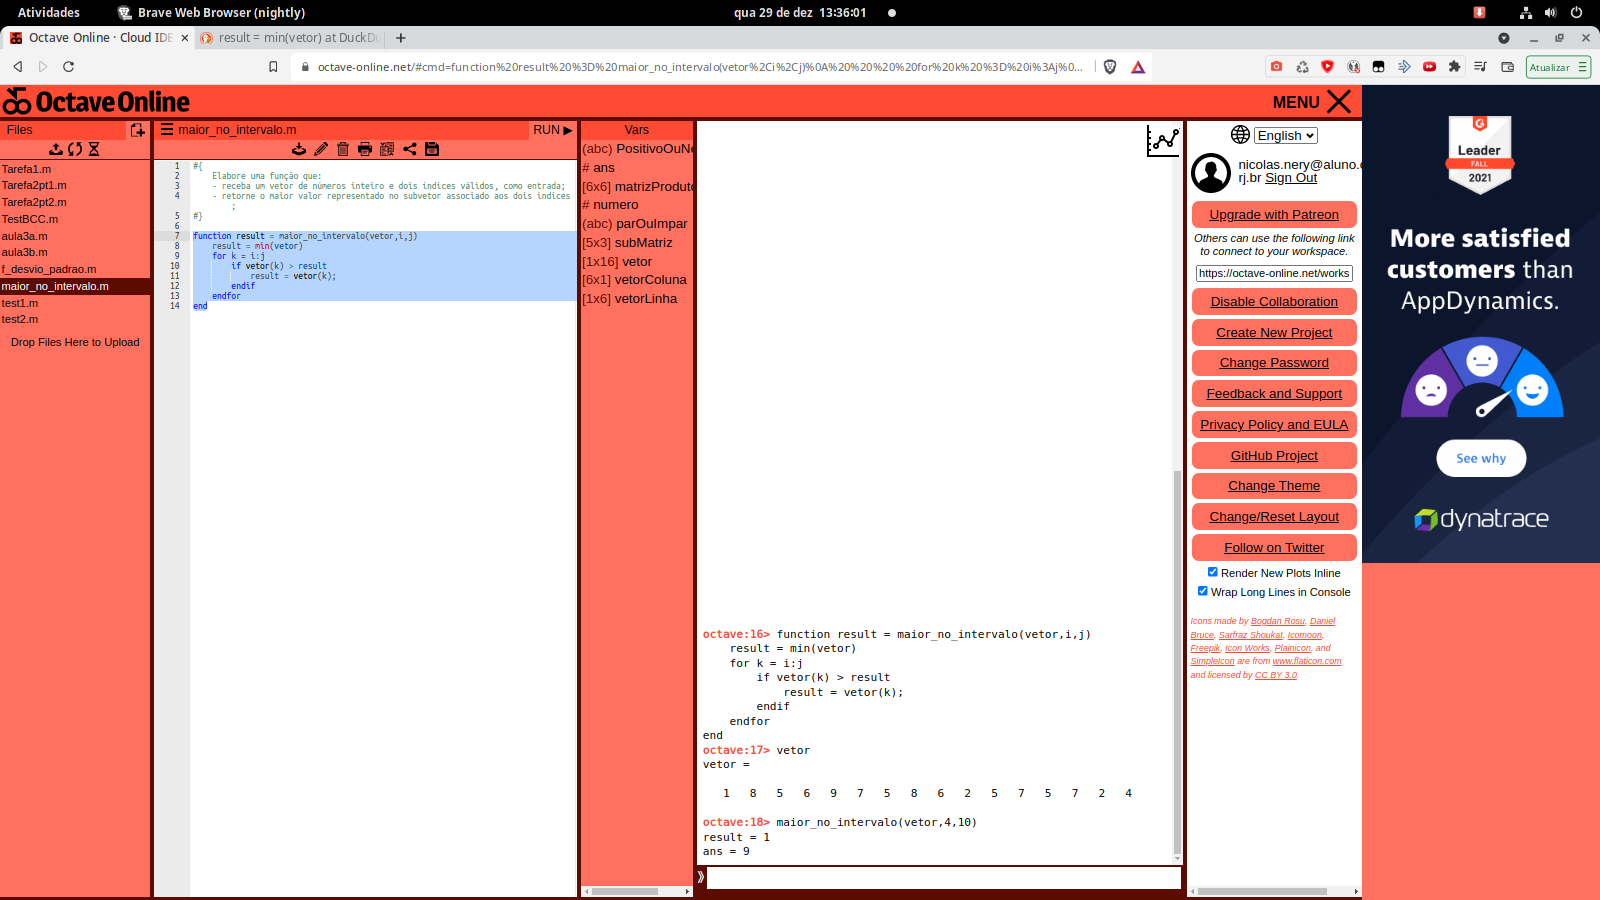 Atividades
Brave Web Browser (nightly)
qua 29 de dez 13:36:01
Octave Online · Cloud IDE
result = min(vetor) at DuckDu
octave-online.net/#cmd=function%20result%20%3D%20maior_no_intervalo(vetor%2Ci%2Cj)%0A%20%20%20%20for%20k%20%3D%20i%3Aj%0...
Atualizar
Octave Online
MENU
Files
Tarefa1.m
Tarefa2pt1.m
Tarefa2pt2.m
TestBCC.m
aula3a.m
aula3b.m
f_desvio_padrao.m
maior_no_intervalo.m
test1.m
test2.m
Drop Files Here to Upload
maior_no_intervalo.m
RUN ▶
1 #{
2 Elabore uma função que:
3 - receba um vetor de números inteiro e dois indices válidos, como entrada;
4 - retorne o maior valor representado no subvetor associado aos dois indices
;
5 #}
6
7 function result = maior_no_intervalo(vetor,i,j)
8 result = min(vetor)
9 for k = i:j
10 if vetor(k) > result
11 result = vetor(k);
12 endif
13 endfor
14 end
Vars
(abc) PositivoOuNe
# ans
[6x6] matrizProduto
# numero
(abc) parOuImpar
[5x3] subMatriz
[1x16] vetor
[6x1] vetorColuna
[1x6] vetorLinha
octave:16> function result = maior_no_intervalo(vetor,i,j)
result = min(vetor)
for k = i:j
if vetor(k) > result
result = vetor(k);
endif
endfor
end
octave:17> vetor
vetor =
1 8 5 6 9 7 5 8 6 2 5 7 5 7 2 4
octave:18> maior_no_intervalo(vetor,4,10)
result = 1
ans = 9
English
nicolas.nery@aluno.c
rj.br Sign Out
Upgrade with Patreon
Others can use the following link
to connect to your workspace.
https://octave-online.net/works
Disable Collaboration
Create New Project
Change Password
Feedback and Support
Privacy Policy and EULA
GitHub Project
Change Theme
Change/Reset Layout
Follow on Twitter
Render New Plots Inline
Wrap Long Lines in Console
Icons made by Bogdan Rosu, Daniel
Bruce, Sarfraz Shoukat, Icomoon,
Freepik, Icon Works, Plainicon, and
SimpleIcon are from www.flaticon.com
and licensed by CC BY 3.0.
Leader
FALL
2021
More satisfied
customers than
AppDynamics.
See why
dynatrace